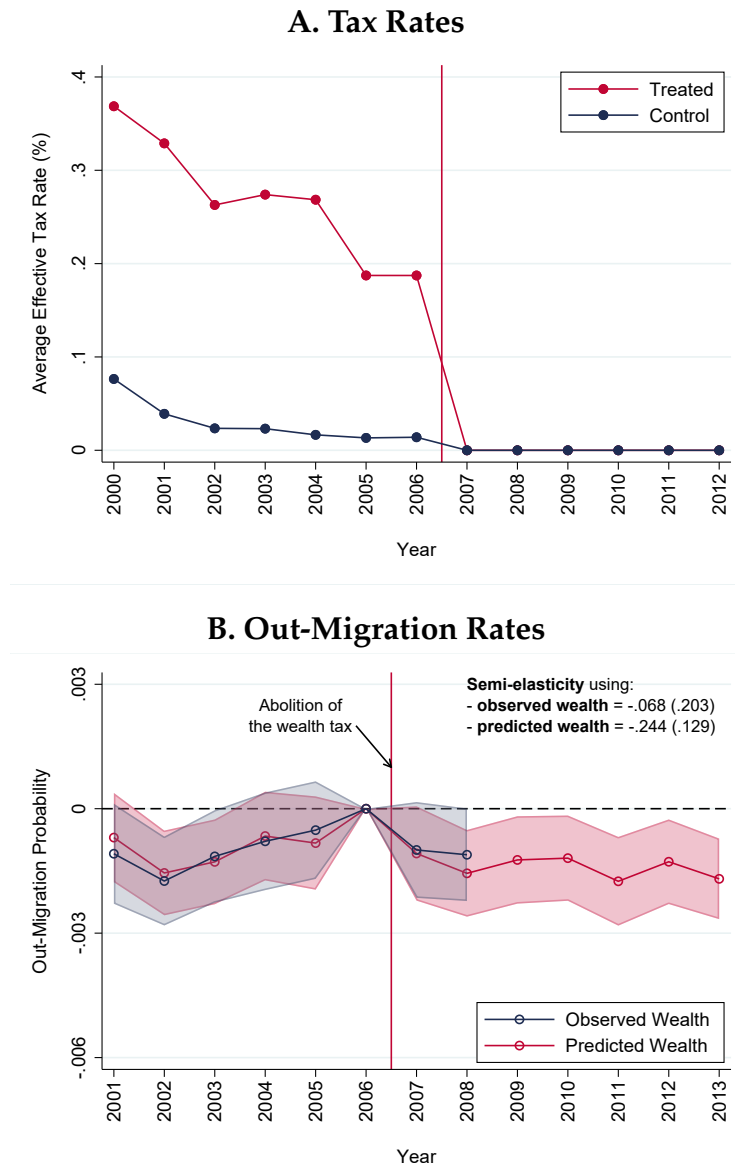 A. Tax Rates
.4
.3
.2
.1
0
Average Effective Tax Rate (%)
Treated
Control
2000
2001
2002
2003
2004
2005
2006
2007
2008
2009
2010
2011
2012
Year
B. Out-Migration Rates
.003
0
-.003
-.006
Out-Migration Probability
Abolition of
the wealth tax
Semi-elasticity using:
- observed wealth = -.068 (.203)
- predicted wealth = -.244 (.129)
Observed Wealth
Predicted Wealth
2001
2002
2003
2004
2005
2006
2007
2008
2009
2010
2011
2012
2013
Year